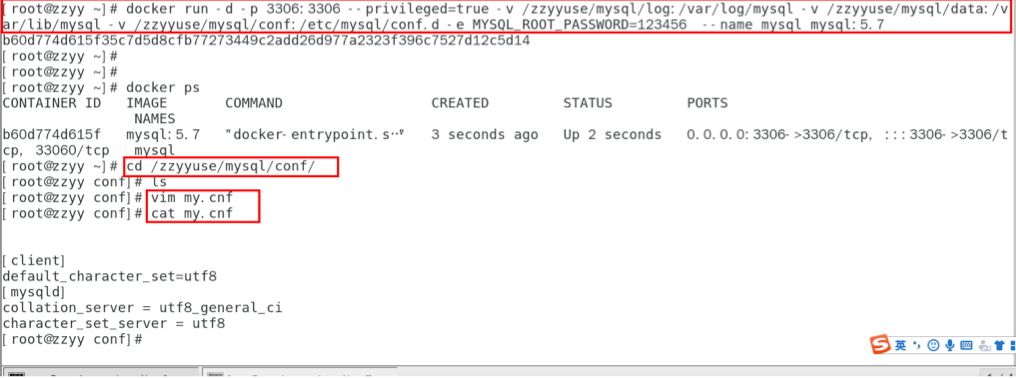 [root@zzyy ~]# docker run -d -p 3306:3306 --privileged=true -v /zzyyuse/mysql/log:/var/log/mysql -v /zzyyuse/mysql/data:/v
ar/lib/mysql -v /zzyyuse/mysql/conf:/etc/mysql/conf.d -e MYSQL_ROOT_PASSWORD=123456  --name mysql mysql:5.7
b60d774d615f35c7d5d8cfb77273449c2add26d977a2323f396c7527d12c5d14
[root@zzyy ~]#
[root@zzyy ~]#
[root@zzyy ~]# docker ps
CONTAINER ID   IMAGE       COMMAND                  CREATED         STATUS         PORTS
                NAMES
b60d774d615f   mysql:5.7   "docker-entrypoint.s…"   3 seconds ago   Up 2 seconds   0.0.0.0:3306->3306/tcp, :::3306->3306/t
cp, 33060/tcp   mysql
[root@zzyy ~]# cd /zzyyuse/mysql/conf/
[root@zzyy conf]# ls
[root@zzyy conf]# vim my.cnf
[root@zzyy conf]# cat my.cnf
[client]
default_character_set=utf8
[mysqld]
collation_server = utf8_general_ci
character_set_server = utf8
[root@zzyy conf]#
英